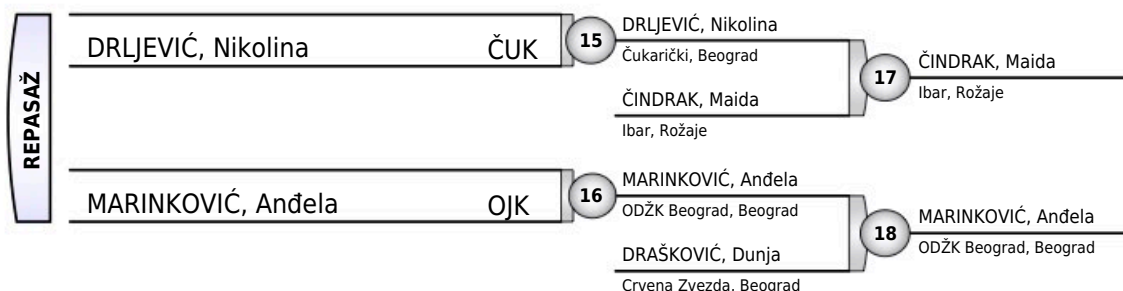 REPASAŽ
DRLJEVIĆ, Nikolina ČUK
15
DRLJEVIĆ, Nikolina
Čukarički, Beograd
ČINDRAK, Maida
Ibar, Rožaje
17
ČINDRAK, Maida
Ibar, Rožaje
MARINKOVIĆ, Anđela OJK
16
MARINKOVIĆ, Anđela
ODŽK Beograd, Beograd
DRAŠKOVIĆ, Dunja
Crvena Zvezda, Beograd
18
MARINKOVIĆ, Anđela
ODŽK Beograd, Beograd